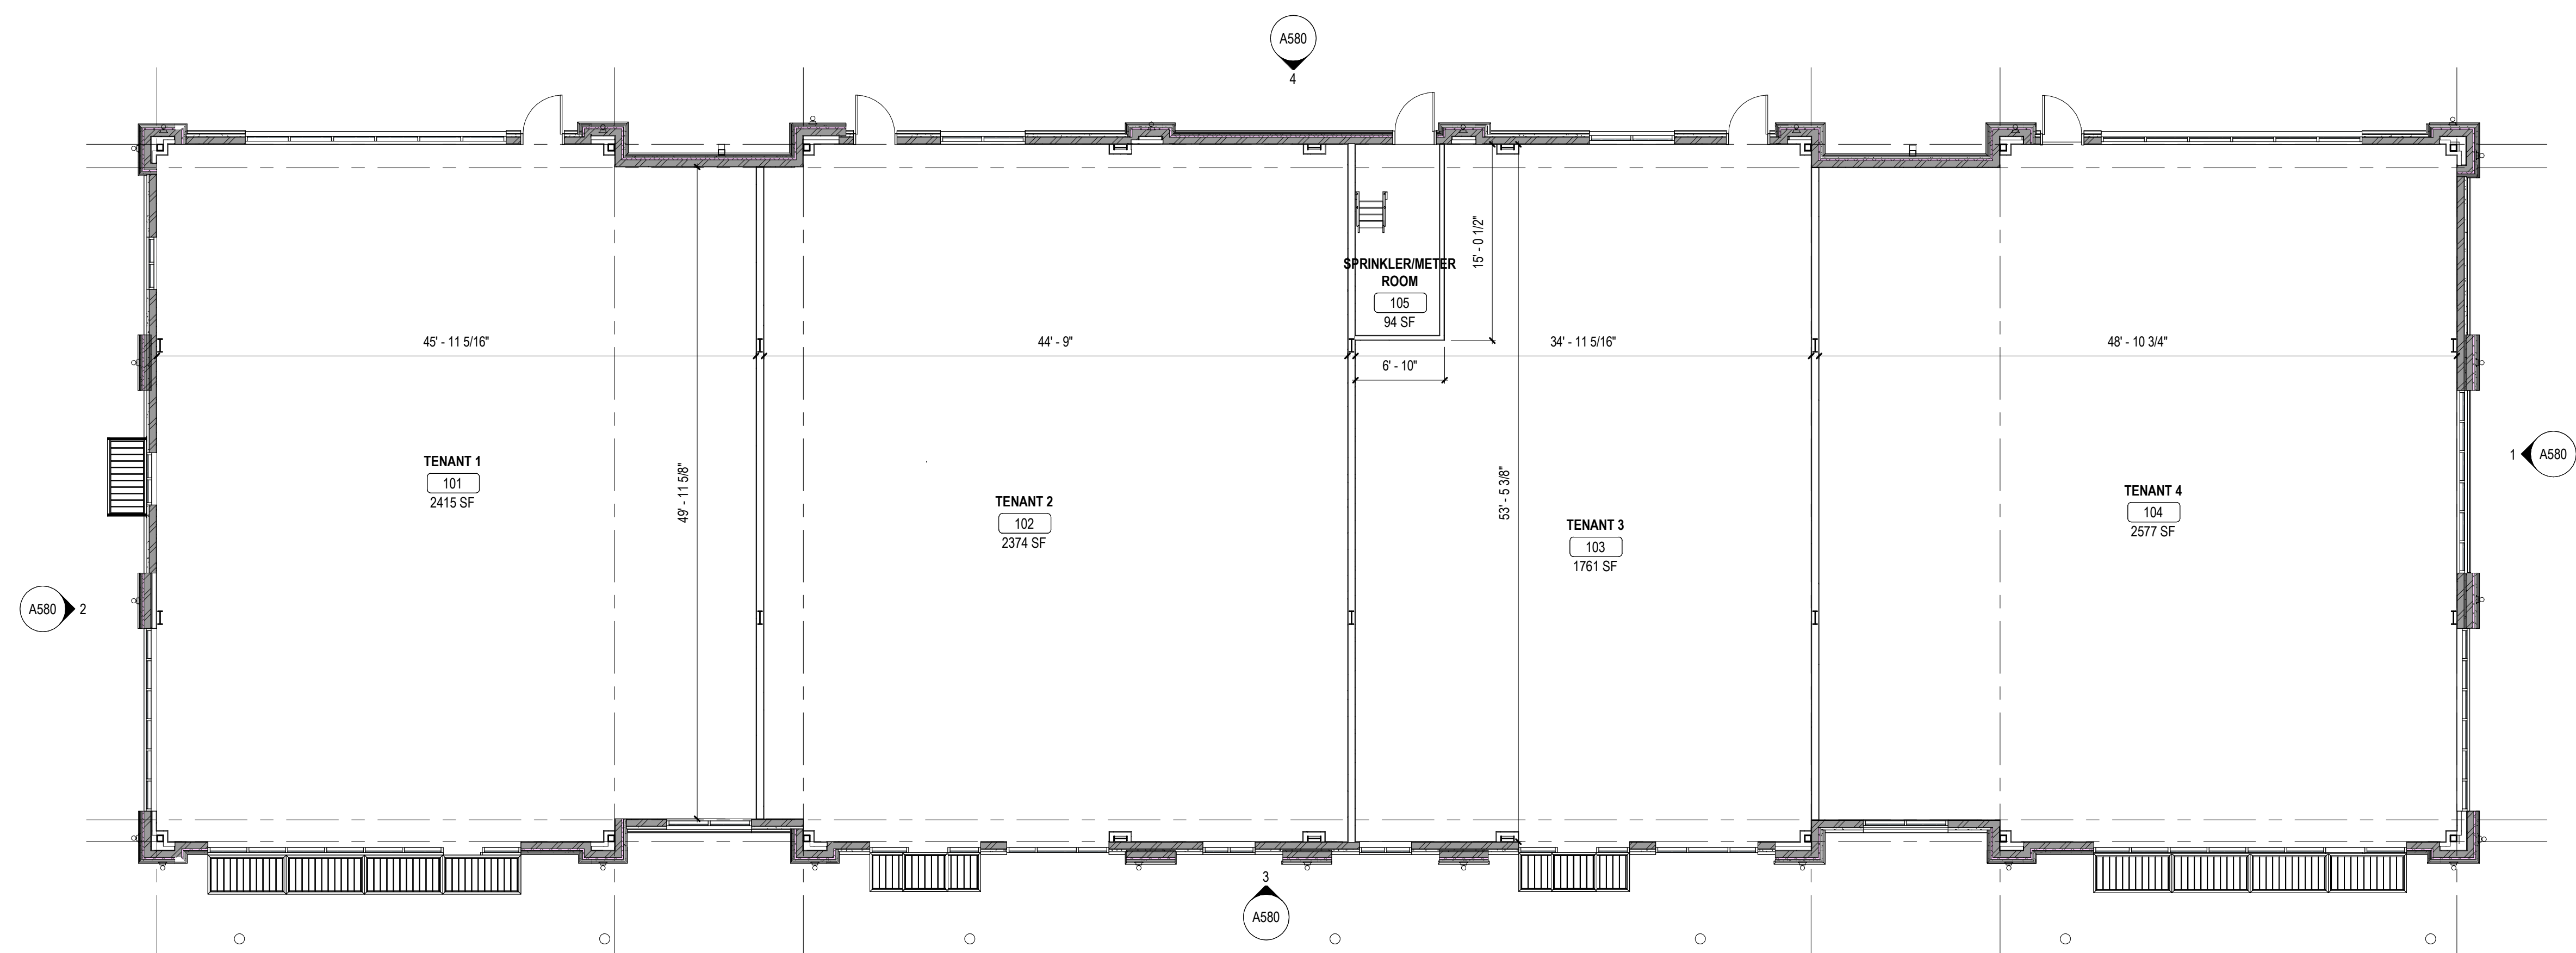 A580
4
SPRINKLER/METER
ROOM
105
94 SF
15' - 0 1/2"
45' - 11 5/16"
44' - 9"
34' - 11 5/16"
48' - 10 3/4"
6' - 10"
TENANT 1
101
2415 SF
49' - 11 5/8"
TENANT 2
102
2374 SF
53' - 5 3/8"
TENANT 3
103
1761 SF
TENANT 4
104
2577 SF
1
A580
A580
2
3
A580